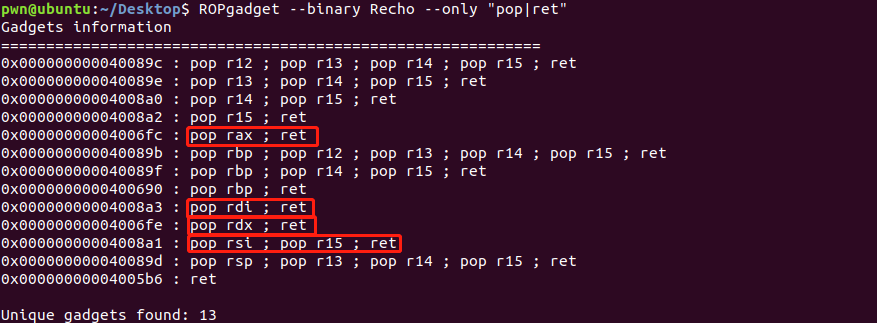 pwn@ubuntu:~/Desktop$ ROPgadget --binary Recho --only "pop|ret"
Gadgets information
============================================================
0x000000000040089c : pop r12 ; pop r13 ; pop r14 ; pop r15 ; ret
0x000000000040089e : pop r13 ; pop r14 ; pop r15 ; ret
0x00000000004008a0 : pop r14 ; pop r15 ; ret
0x00000000004008a2 : pop r15 ; ret
0x00000000004006fc : pop rax ; ret
0x000000000040089b : pop rbp ; pop r12 ; pop r13 ; pop r14 ; pop r15 ; ret
0x000000000040089f : pop rbp ; pop r14 ; pop r15 ; ret
0x0000000000400690 : pop rbp ; ret
0x00000000004008a3 : pop rdi ; ret
0x00000000004006fe : pop rdx ; ret
0x00000000004008a1 : pop rsi ; pop r15 ; ret
0x000000000040089d : pop rsp ; pop r13 ; pop r14 ; pop r15 ; ret
0x00000000004005b6 : ret
Unique gadgets found: 13